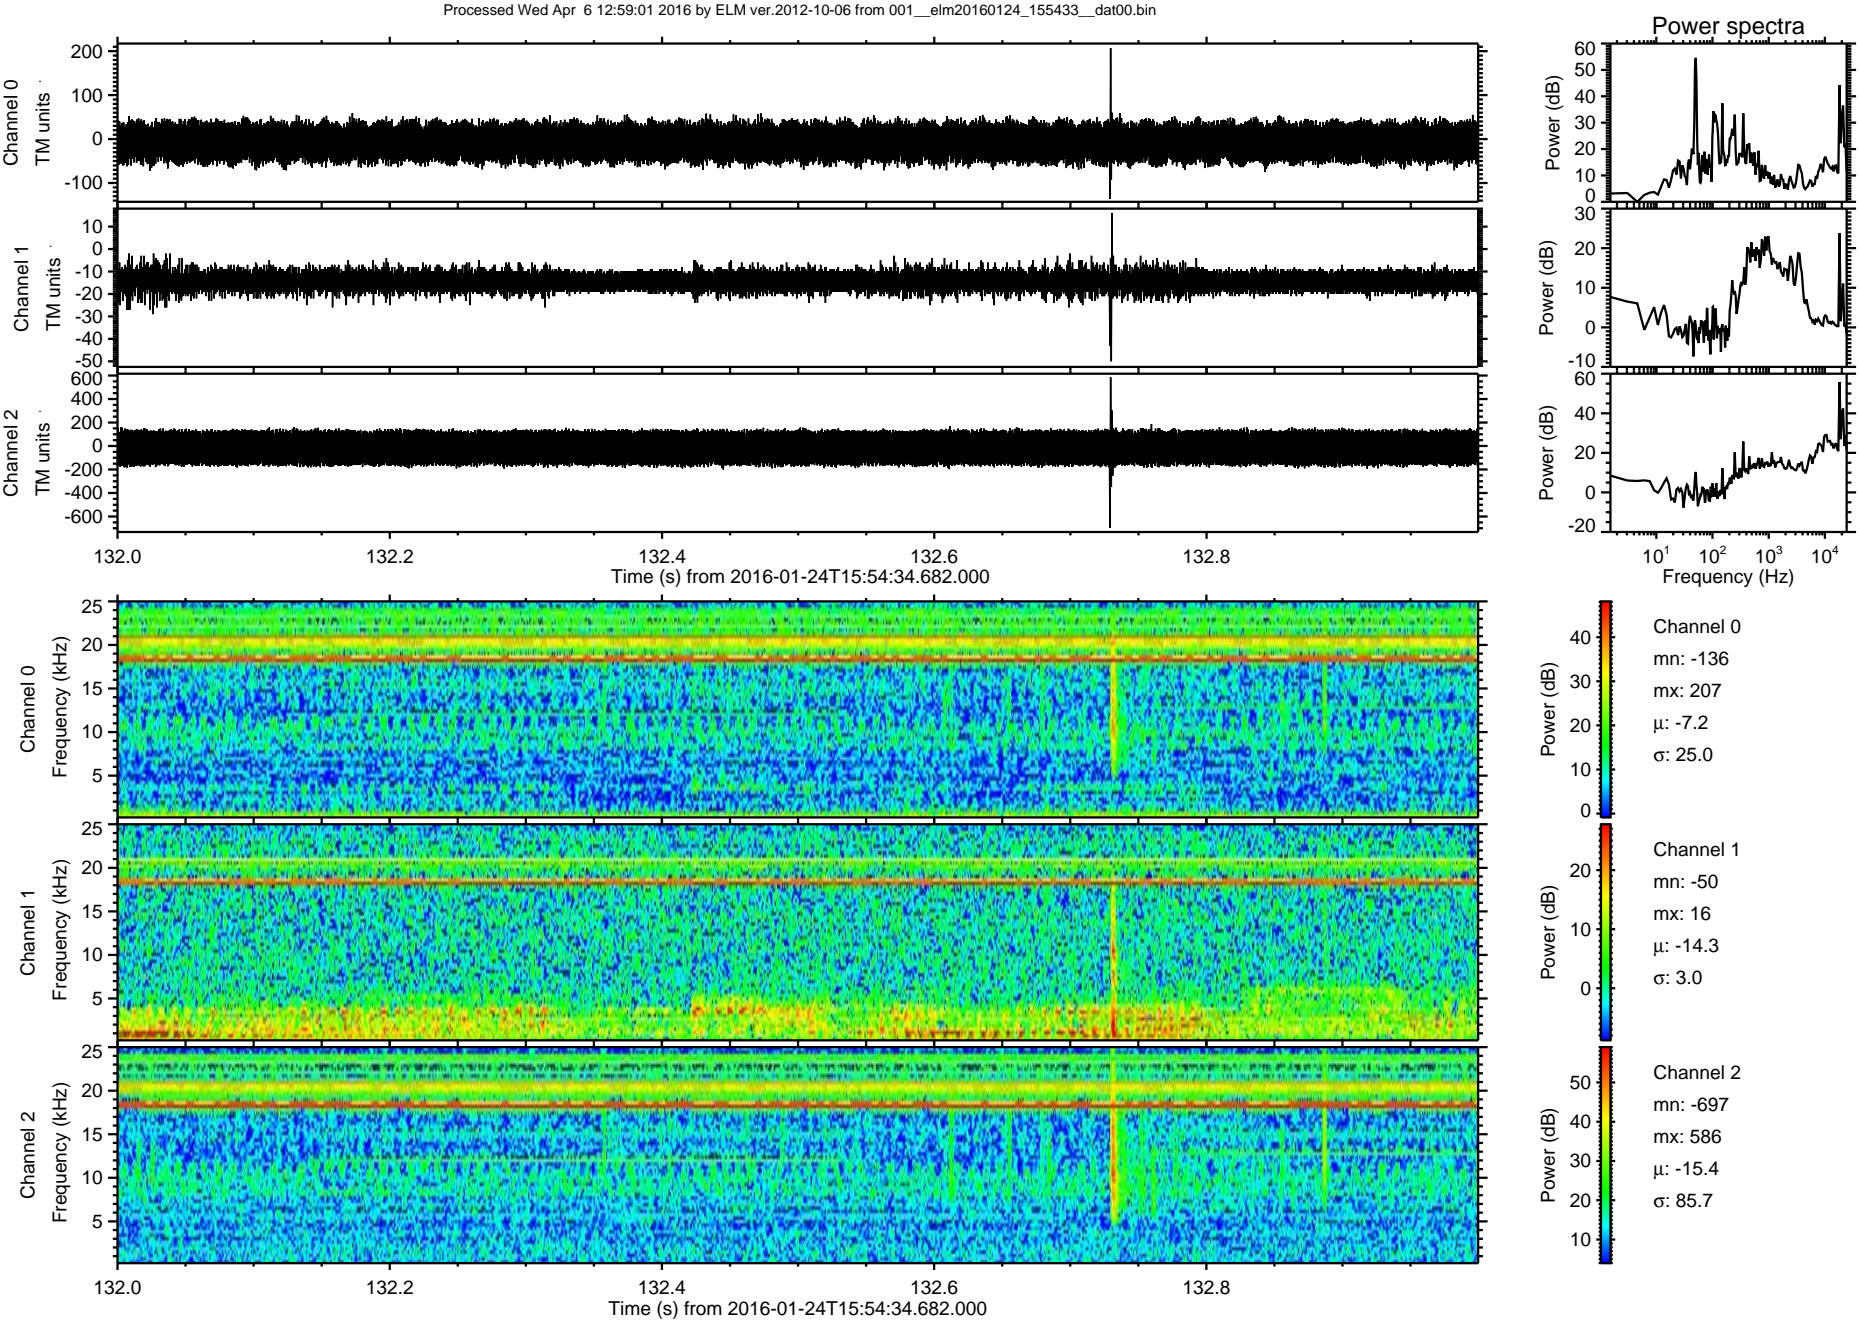 Processed Wed Apr 6 12:59:01 2016 by ELM ver.2012-10-06 from 001__elm20160124_155433__dat00.bin
Power spectra
Channel 0
TM units
200
100
0
-100
Power (dB)
60
50
40
30
20
10
0
Channel 1
TM units
10
0
-10
-20
-30
-40
-50
Power (dB)
30
20
10
0
-10
Channel 2
TM units
600
400
200
0
-200
-400
-600
Power (dB)
60
40
20
0
-20
132.0 132.2 132.4 132.6 132.8
Time (s) from 2016-01-24T15:54:34.682.000
10¹ 10² 10³ 10⁴
Frequency (Hz)
Channel 0
Frequency (kHz)
25
20
15
10
5
Power (dB)
40
30
20
10
0
Channel 0
mn: -136
mx: 207
μ: -7.2
σ: 25.0
Channel 1
Frequency (kHz)
25
20
15
10
5
Power (dB)
20
10
0
Channel 1
mn: -50
mx: 16
μ: -14.3
σ: 3.0
Channel 2
Frequency (kHz)
25
20
15
10
5
Power (dB)
50
40
30
20
10
Channel 2
mn: -697
mx: 586
μ: -15.4
σ: 85.7
132.0 132.2 132.4 132.6 132.8
Time (s) from 2016-01-24T15:54:34.682.000